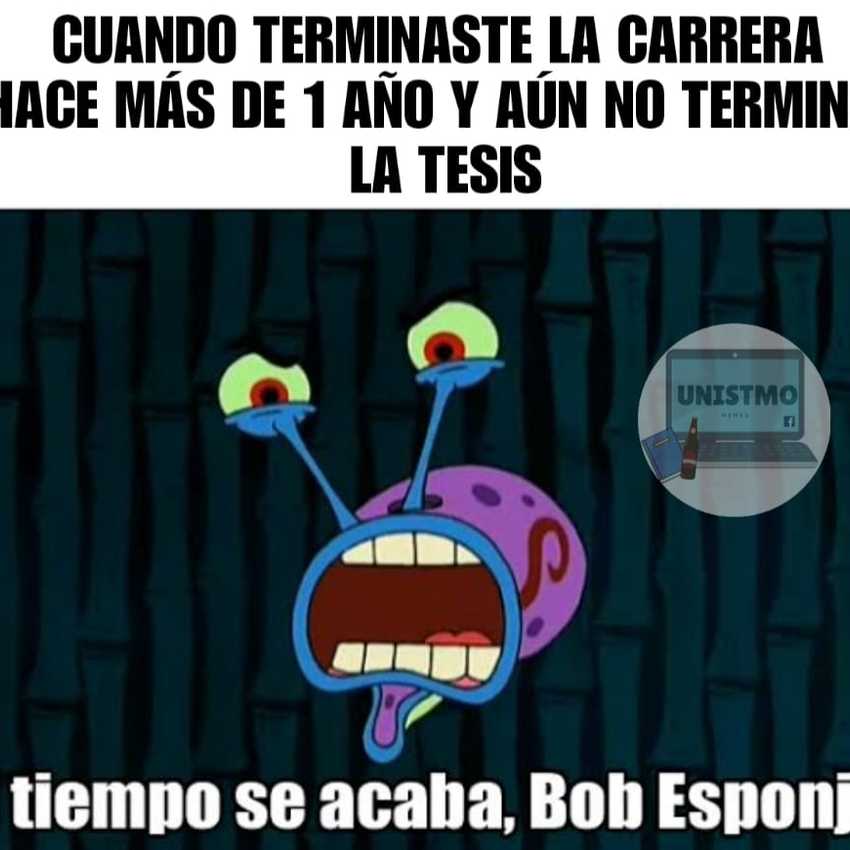 CUANDO TERMINASTE LA CARRERA
HACE MÁS DE 1 AÑO Y AÚN NO TERMIN
LA TESIS
UNISTMO
MEMES
tiempo se acaba, Bob Esponj